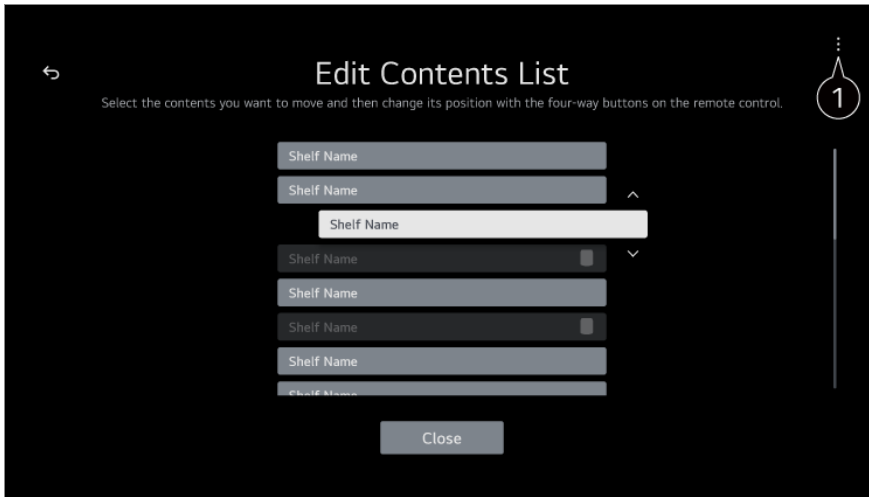 Edit Contents List
Select the contents you want to move and then change its position with the four-way buttons on the remote control.
1
Shelf Name
Shelf Name
Shelf Name
Shelf Name
Shelf Name
Shelf Name
Shelf Name
Shelf Name
Close